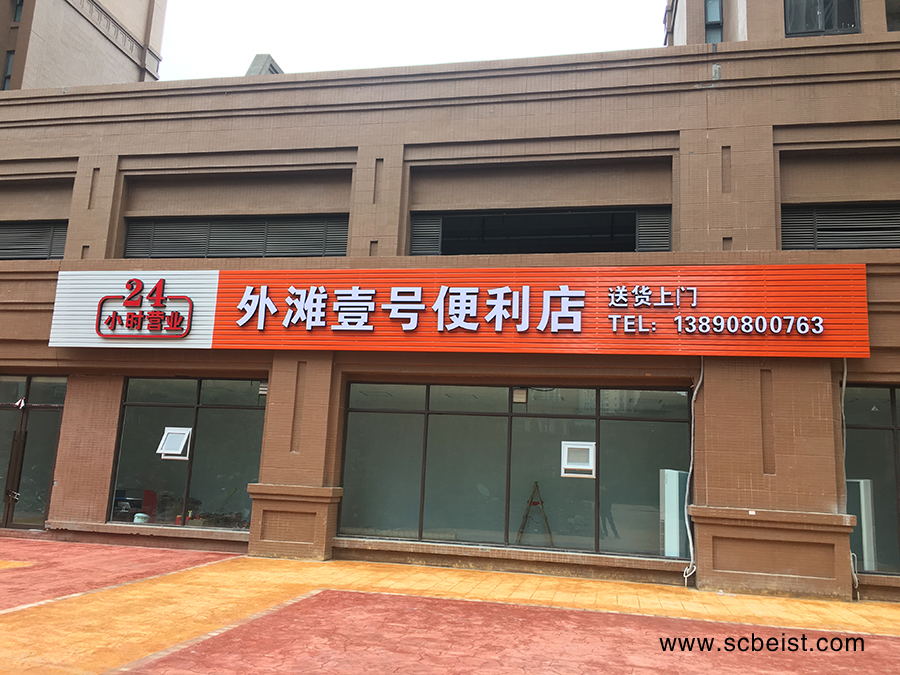 24
小时营业
外滩壹号便利店
送货上门
TEL: 13890800763
www.scbeist.com